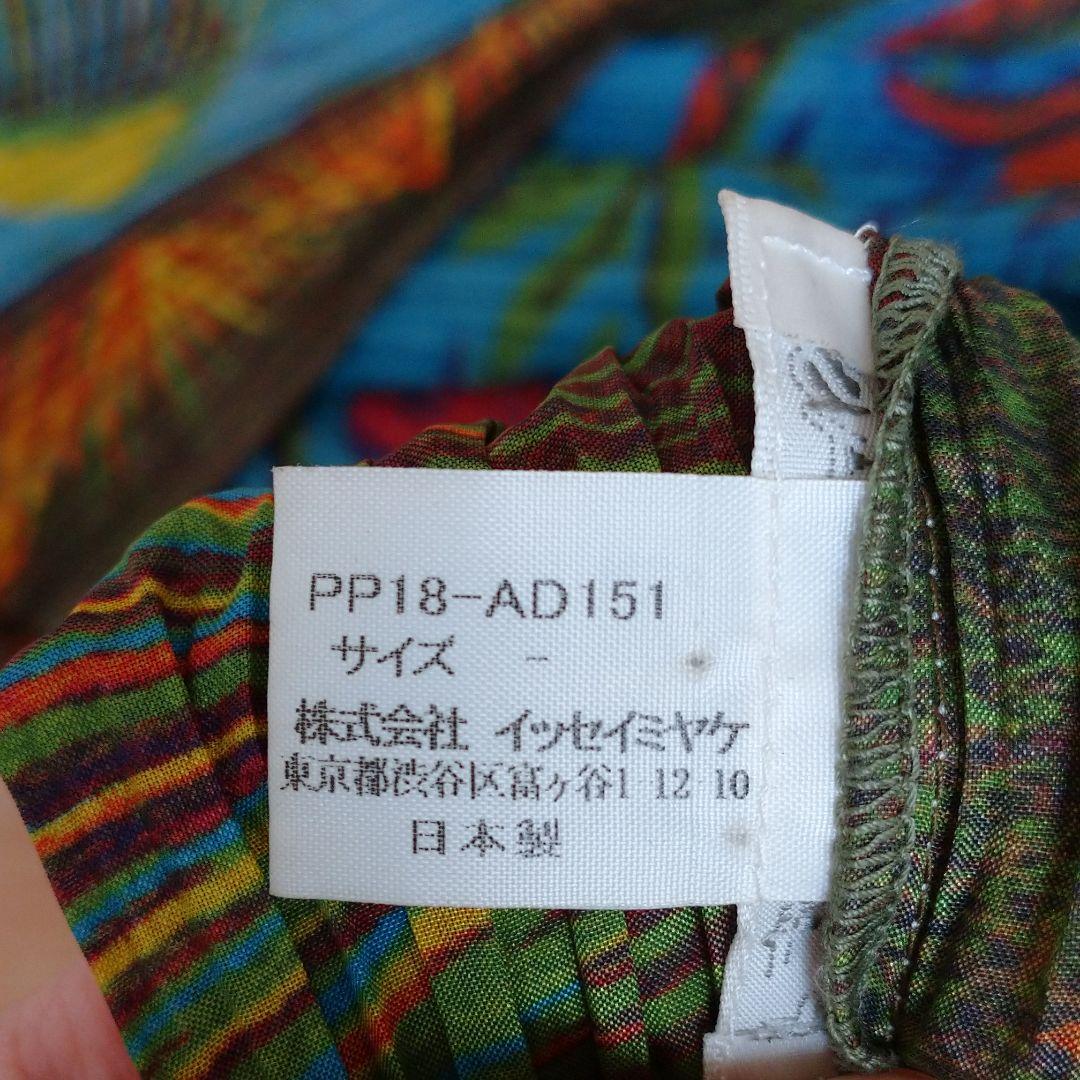 PP18-AD151
サイズ -
株式会社 イッセイミヤケ
東京都渋谷区富ヶ谷1 12 10
日本製